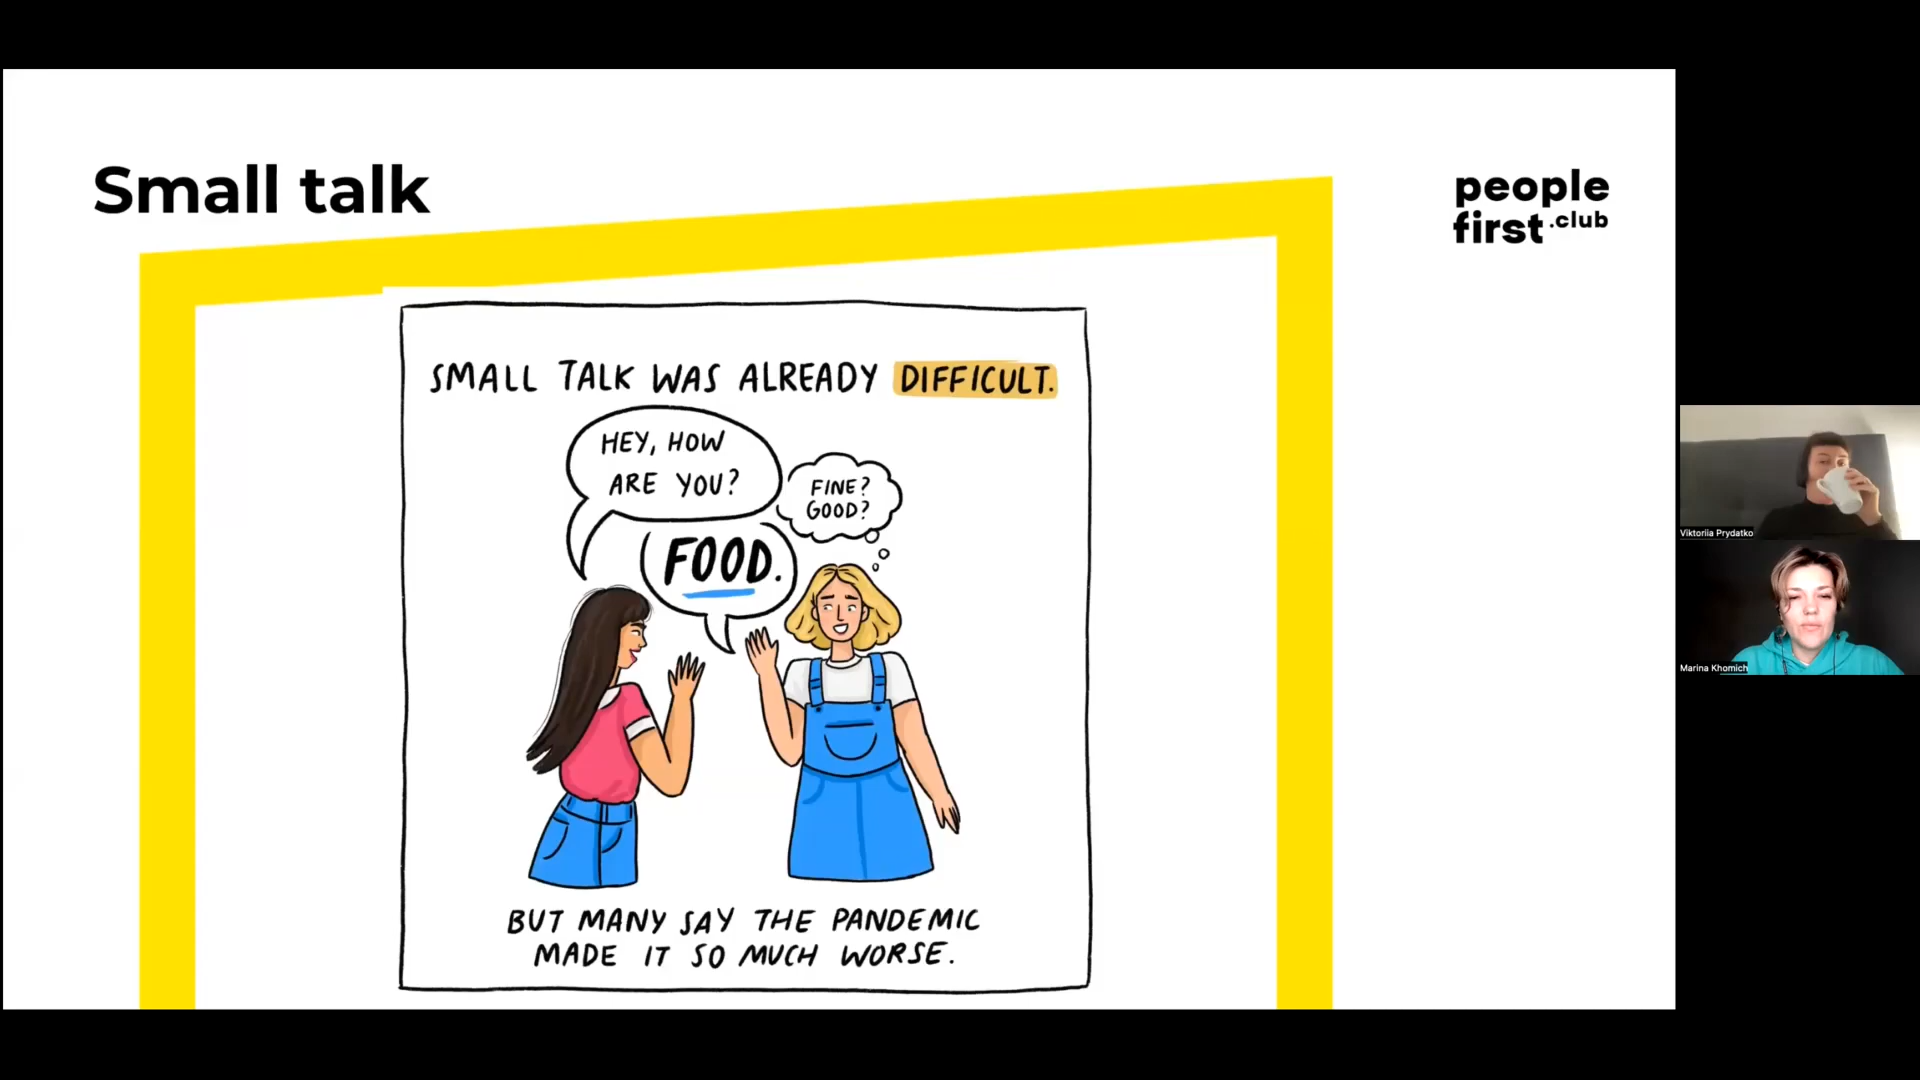 Small talk
people
first.club
SMALL TALK WAS ALREADY DIFFICULT.
HEY, HOW
ARE YOU?
FINE?
GOOD?
FOOD.
BUT MANY SAY THE PANDEMIC
MADE IT SO MUCH WORSE.
Viktoriia Prydatko
Marina Khomich